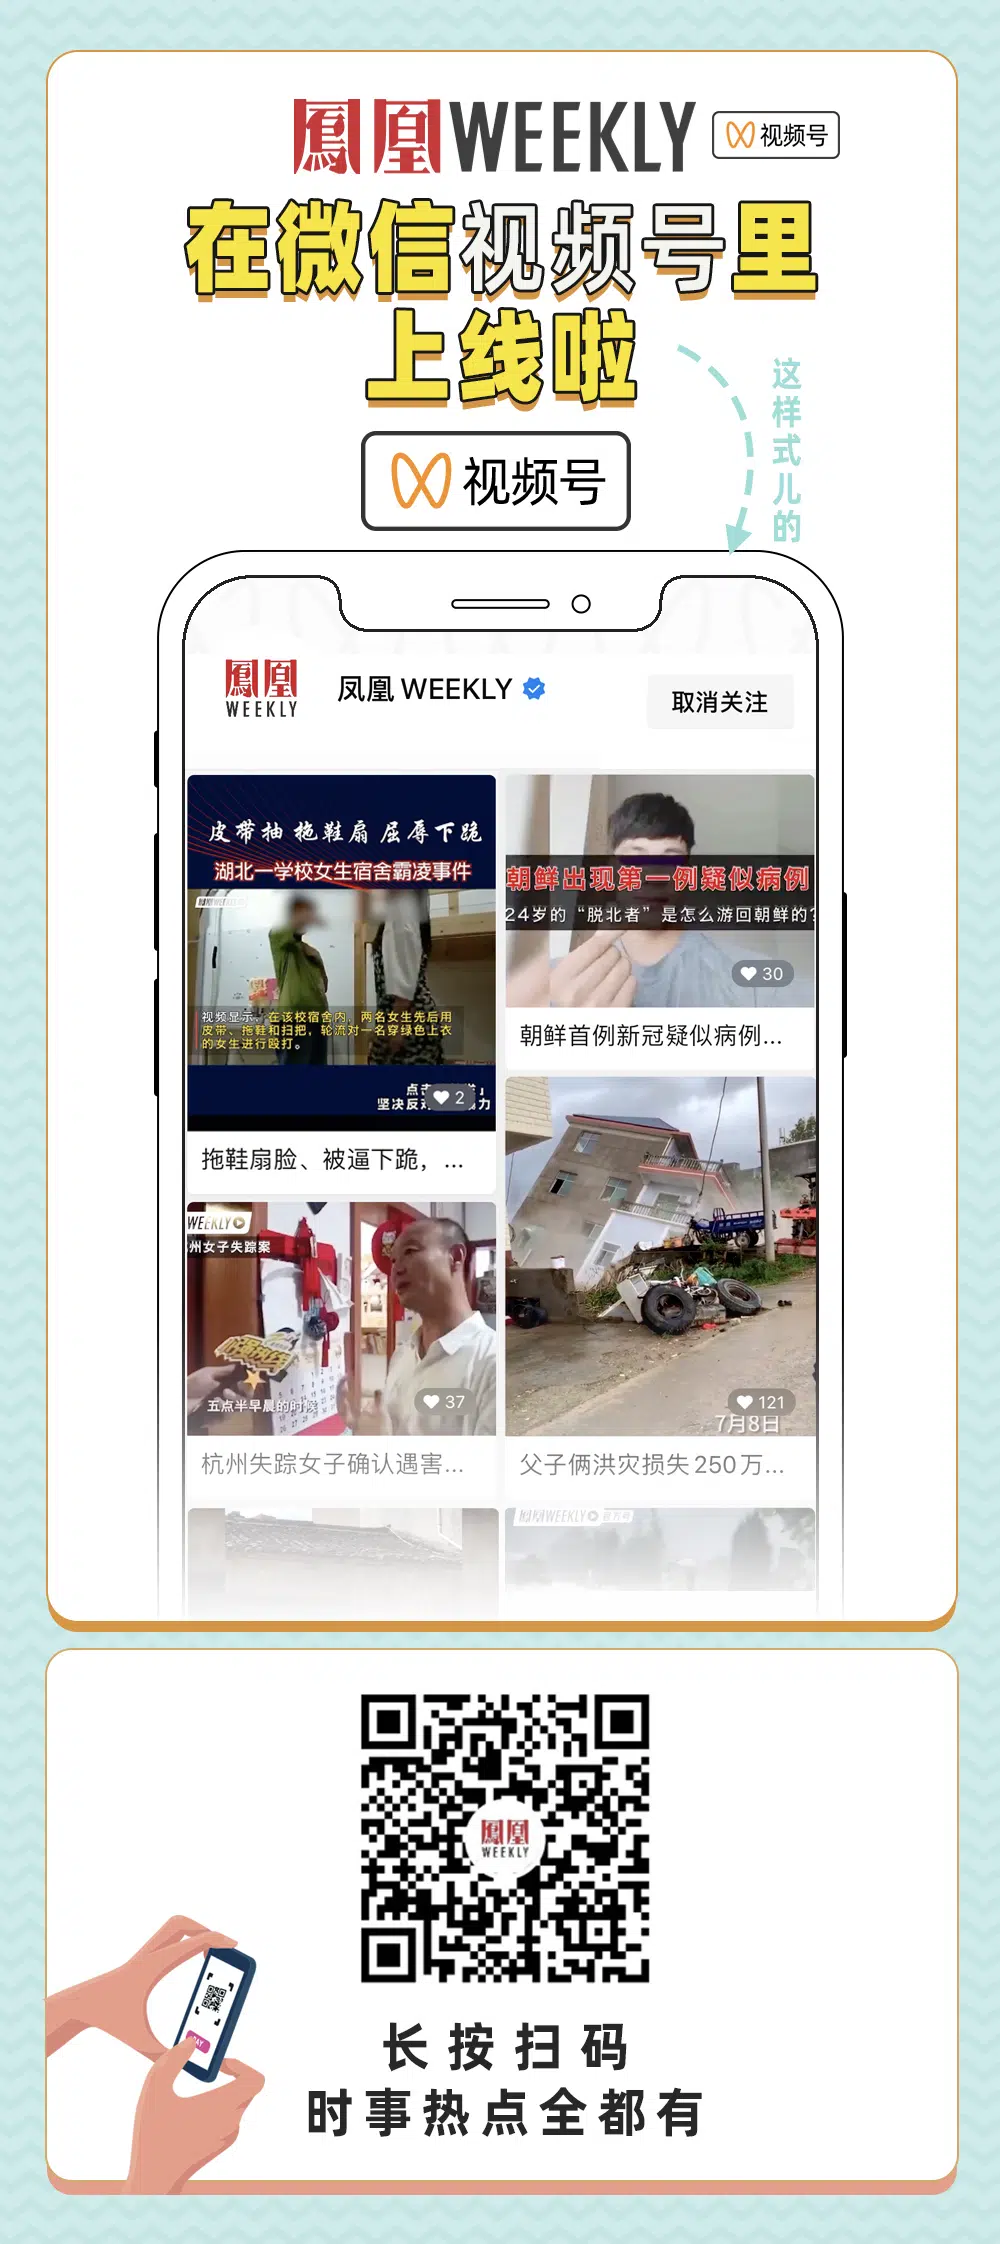 鳳凰WEEKLY 视频号
在微信视频号里
上线啦
这样式儿的
视频号
鳳凰
WEEKLY
凤凰 WEEKLY
取消关注
皮带抽 拖鞋扇 屈辱下跪
湖北一学校女生宿舍霸凌事件
视频显示，在该校宿舍内，两名女生先后用
皮带、拖鞋和扫把，轮流对一名穿绿色上衣
的女生进行殴打。
坚决反
力
2
拖鞋扇脸、被逼下跪，...
朝鲜出现第一例疑似病例
24岁的“脱北者”是怎么游回朝鲜的?
30
朝鲜首例新冠疑似病例...
WEEKLY
州女子失踪案
五点半早晨的时候
37
杭州失踪女子确认遇害...
121
7月8日
父子俩洪灾损失250万...
鳳凰WEEKLY
鳳凰
WEEKLY
长按扫码
时事热点全都有